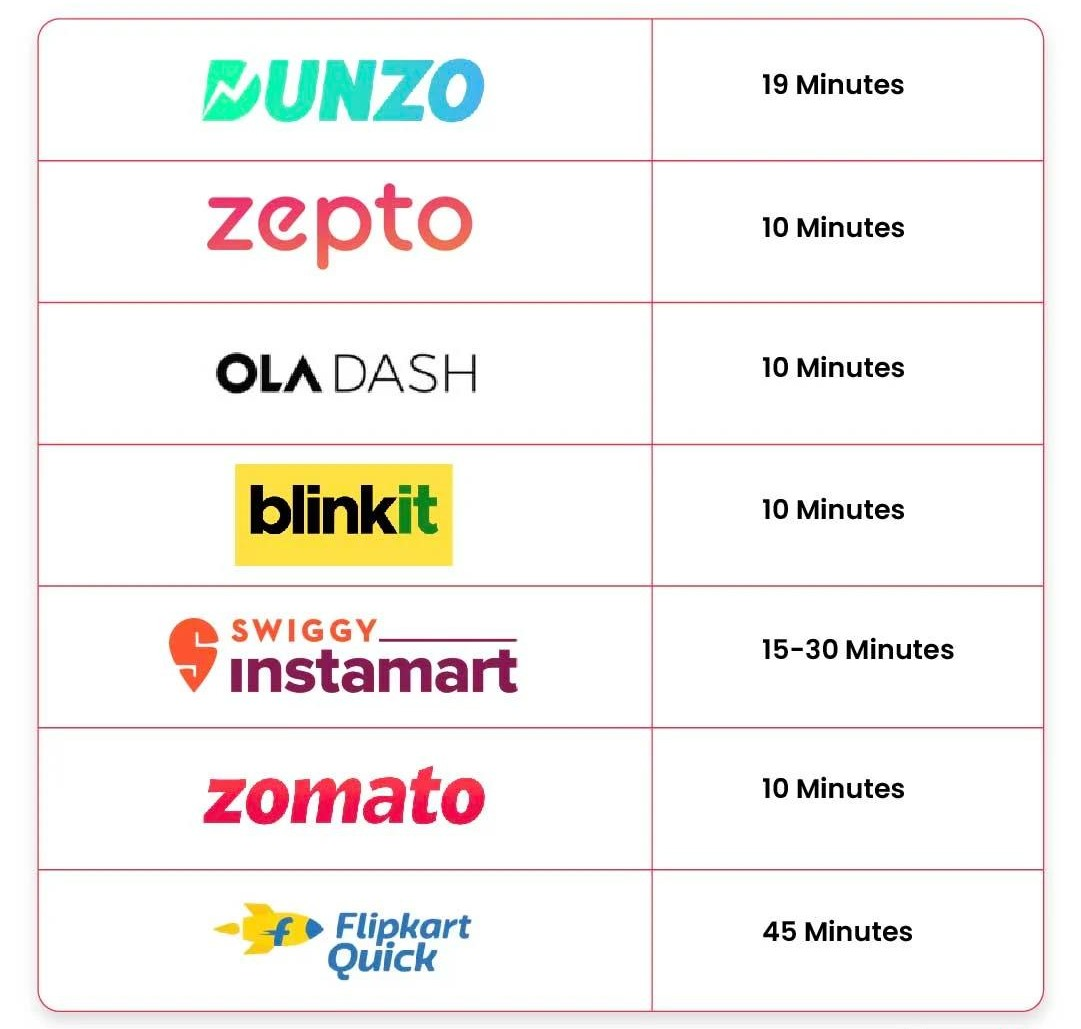 DUNZO
19 Minutes
zepto
10 Minutes
OLA DASH
10 Minutes
blinkit
10 Minutes
SWIGGY
instamart
15-30 Minutes
zomato
10 Minutes
f
Flipkart
Quick
45 Minutes